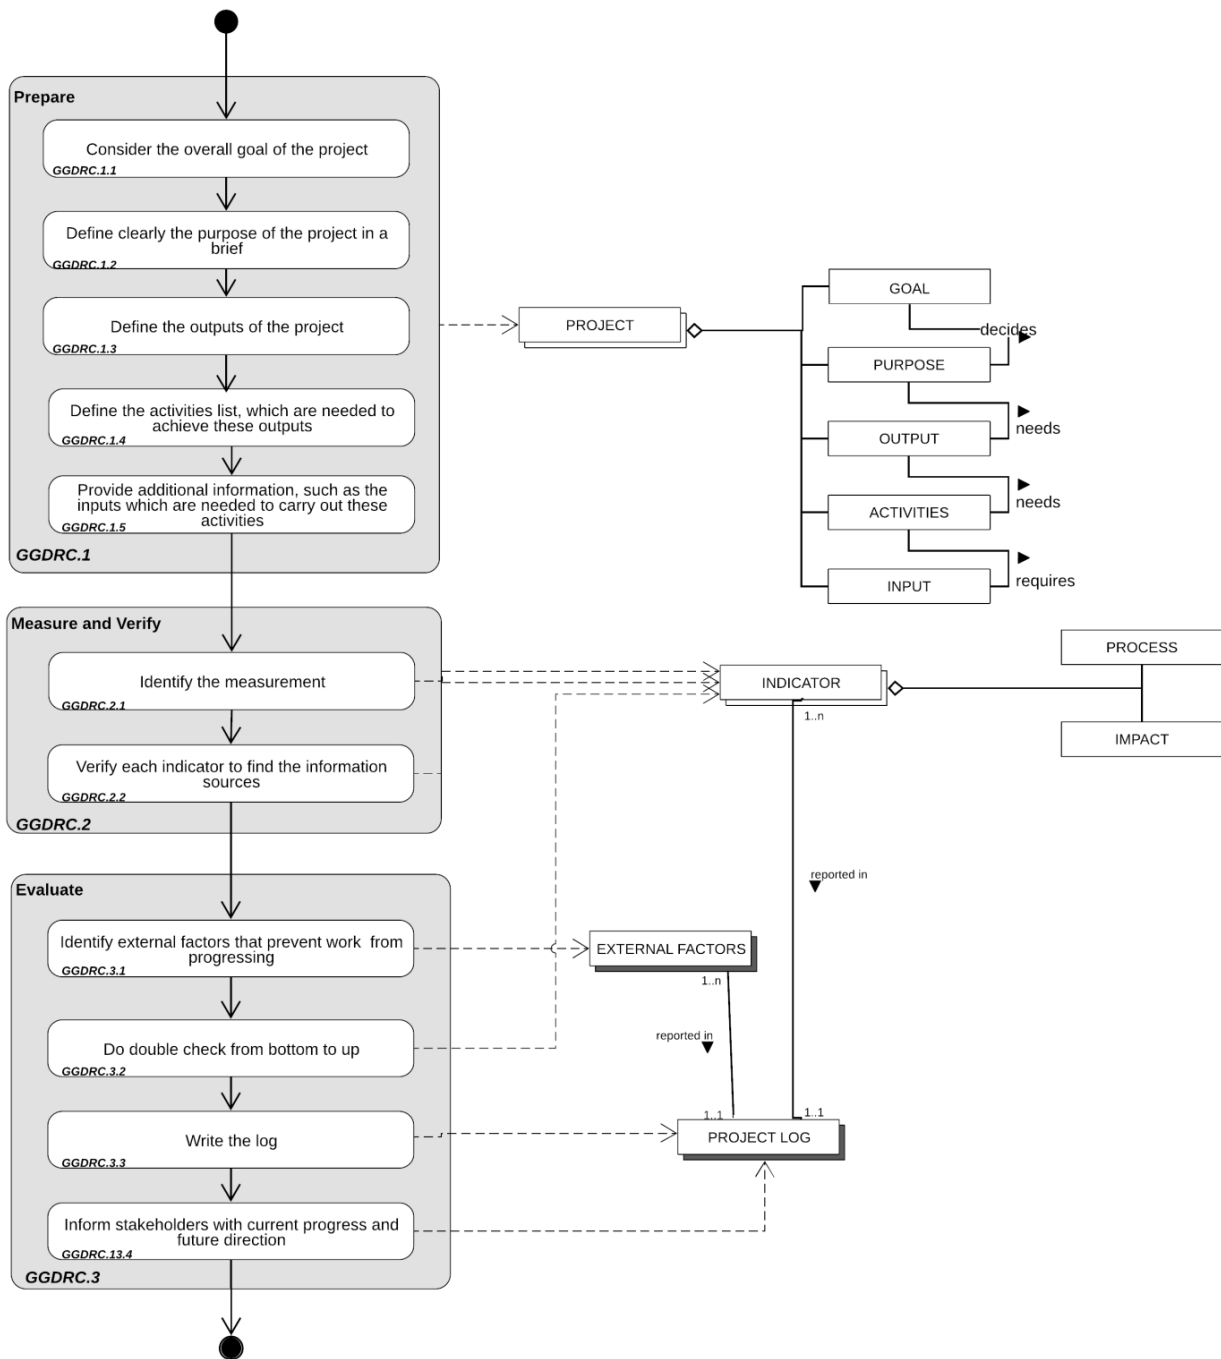 Prepare
Consider the overall goal of the project
GGDRC.1.1
Define clearly the purpose of the project in a
brief
GGDRC.1.2
Define the outputs of the project
GGDRC.1.3
Define the activities list, which are needed to
achieve these outputs
GGDRC.1.4
Provide additional information, such as the
inputs which are needed to carry out these
activities
GGDRC.1.5
GGDRC.1
PROJECT
GOAL
decides
PURPOSE
needs
OUTPUT
needs
ACTIVITIES
requires
INPUT
Measure and Verify
Identify the measurement
GGDRC.2.1
Verify each indicator to find the information
sources
GGDRC.2.2
GGDRC.2
INDICATOR
1..n
PROCESS
IMPACT
reported in
Evaluate
Identify external factors that prevent work  from
progressing
GGDRC.3.1
EXTERNAL FACTORS
1..n
reported in
Do double check from bottom to up
GGDRC.3.2
1..1
1..1
Write the log
GGDRC.3.3
PROJECT LOG
Inform stakeholders with current progress and
future direction
GGDRC.13.4
GGDRC.3